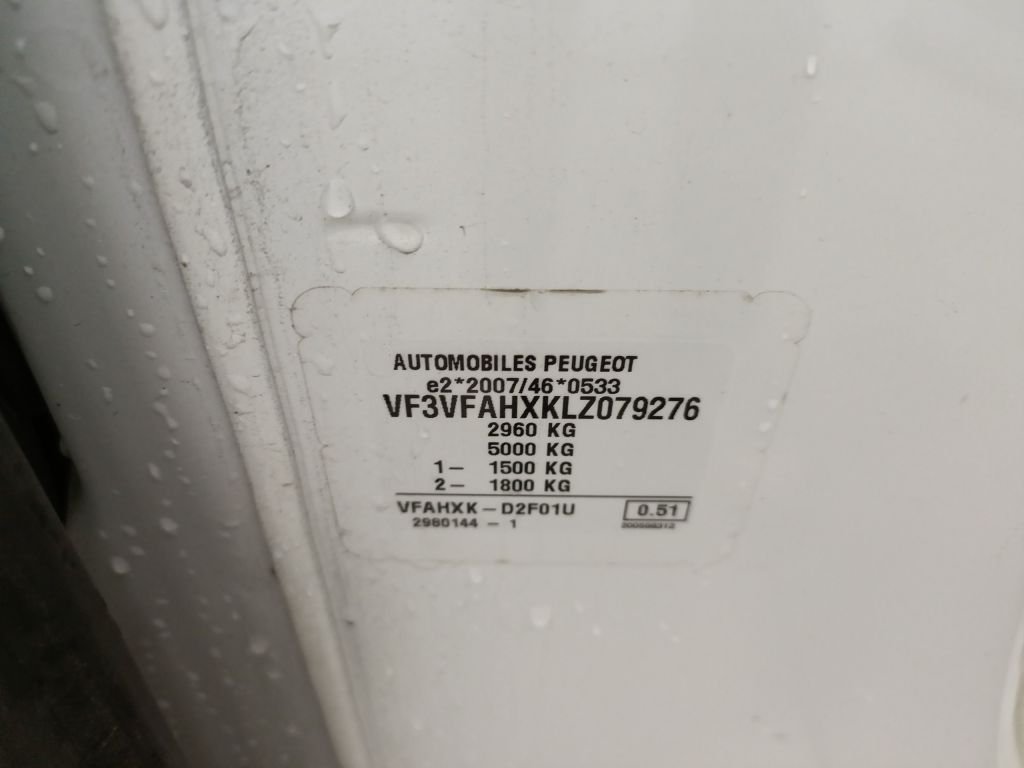 AUTOMOBILES PEUGEOT
e2*2007/46*0533
VF3VFAHXKLZ079276
2960 KG
5000 KG
1- 1500 KG
2- 1800 KG
VFAHXK-D2F01U 0.51
2980144 - 1